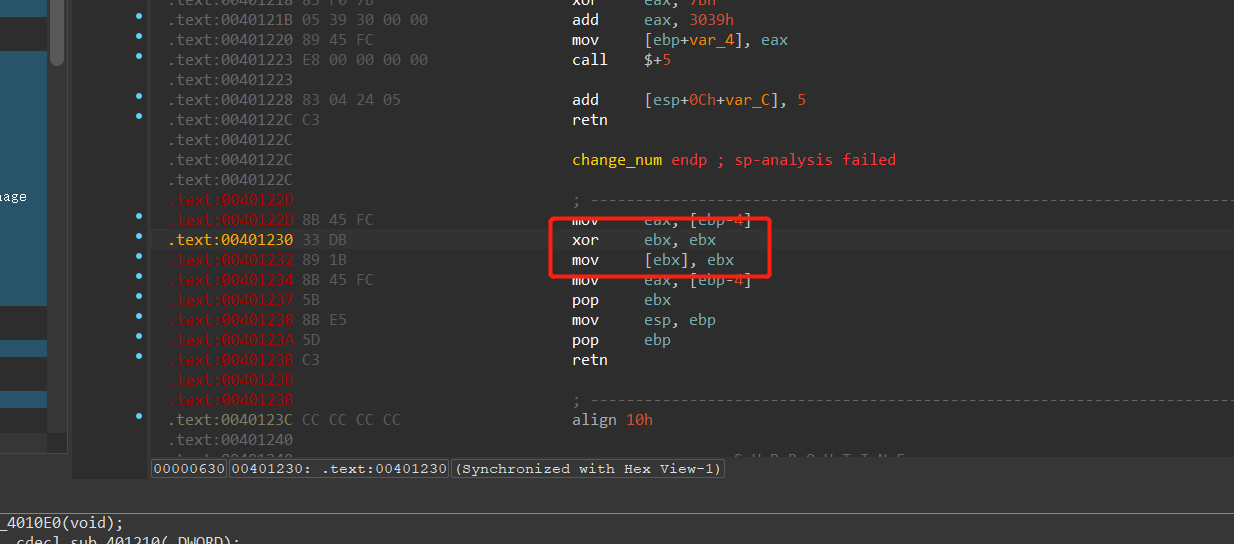 .text:00401218 83 F0 7B xor eax, 7Bh
.text:0040121B 05 39 30 00 00 add eax, 3039h
.text:00401220 89 45 FC mov [ebp+var_4], eax
.text:00401223 E8 00 00 00 00 call $+5
.text:00401223
.text:00401228 83 04 24 05 add [esp+0Ch+var_C], 5
.text:0040122C C3 retn
.text:0040122C
.text:0040122C change_num endp ; sp-analysis failed
.text:0040122C
.text:0040122D ; ---------------------------------------------------------------------------
.text:0040122D 8B 45 FC mov eax, [ebp-4]
.text:00401230 33 DB xor ebx, ebx
.text:00401232 89 1B mov [ebx], ebx
.text:00401234 8B 45 FC mov eax, [ebp-4]
.text:00401237 5B pop ebx
.text:00401238 8B E5 mov esp, ebp
.text:0040123A 5D pop ebp
.text:0040123B C3 retn
.text:0040123B
.text:0040123B ; ---------------------------------------------------------------------------
.text:0040123C CC CC CC CC align 10h
.text:00401240
00000630 00401230: .text:00401230 (Synchronized with Hex View-1)
_4010E0(void);
cdecl sub_401210(_DWORD);